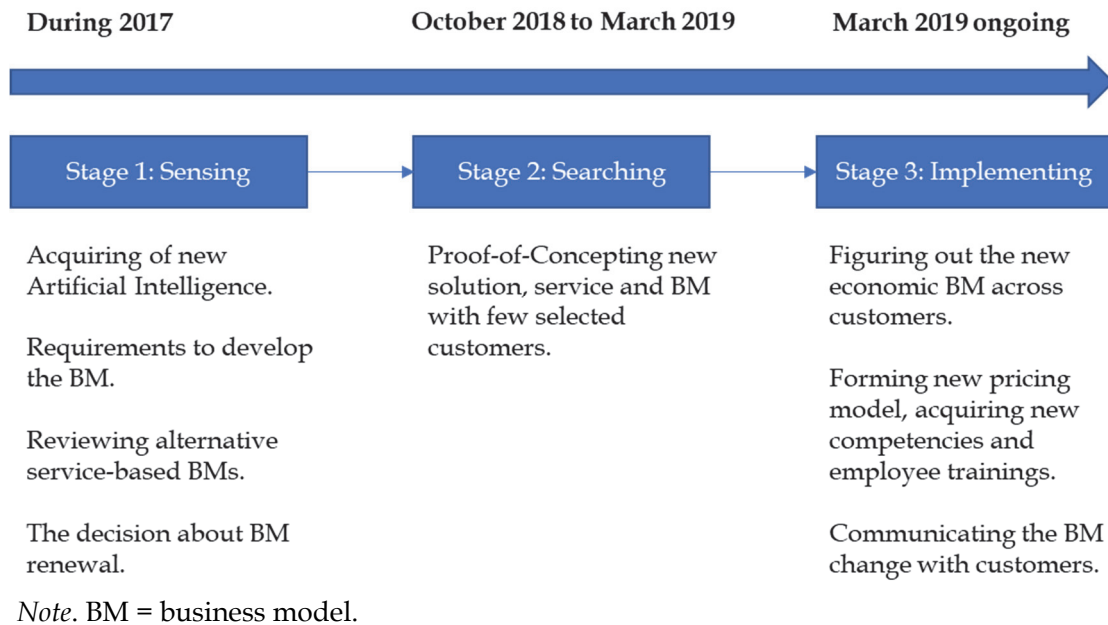 During 2017
October 2018 to March 2019
March 2019 ongoing
Stage 1: Sensing
Stage 2: Searching
Stage 3: Implementing
Acquiring of new
Artificial Intelligence.
Requirements to develop
the BM.
Reviewing alternative
service-based BMs.
The decision about BM
renewal.
Proof-of-Concepting new
solution, service and BM
with few selected
customers.
Figuring out the new
economic BM across
customers.
Forming new pricing
model, acquiring new
competencies and
employee trainings.
Communicating the BM
change with customers.
Note. BM = business model.